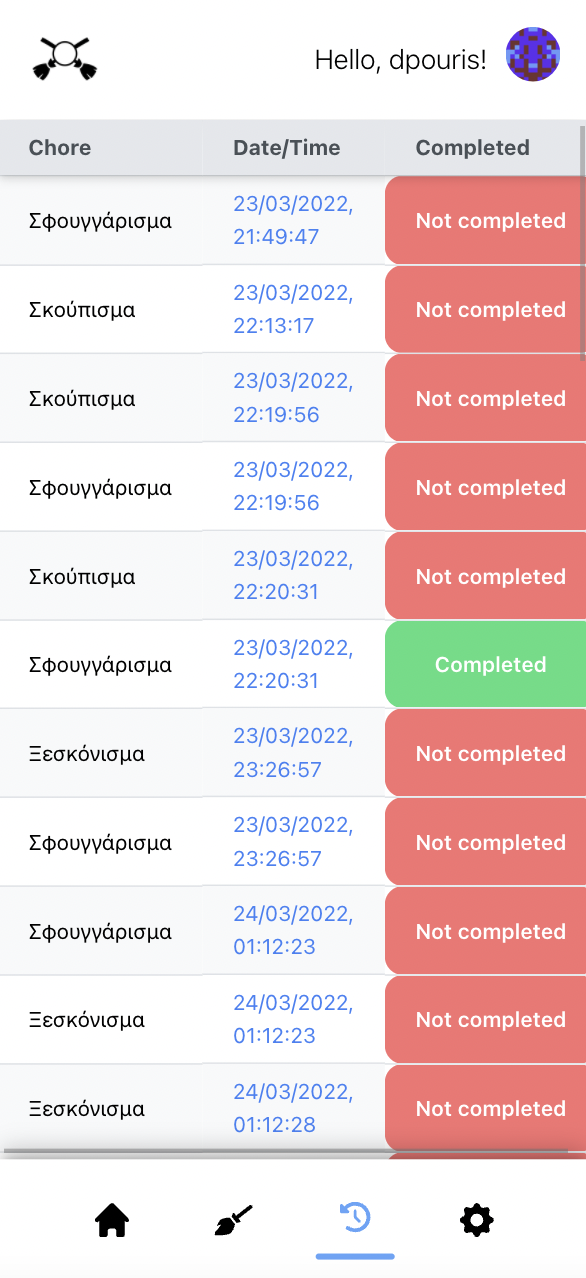 Hello, dpouris!
Chore Date/Time Completed
Σφουγγάρισμα 23/03/2022, 21:49:47 Not completed
Σκούπισμα 23/03/2022, 22:13:17 Not completed
Σκούπισμα 23/03/2022, 22:19:56 Not completed
Σφουγγάρισμα 23/03/2022, 22:19:56 Not completed
Σκούπισμα 23/03/2022, 22:20:31 Not completed
Σφουγγάρισμα 23/03/2022, 22:20:31 Completed
Ξεσκόνισμα 23/03/2022, 23:26:57 Not completed
Σφουγγάρισμα 23/03/2022, 23:26:57 Not completed
Σφουγγάρισμα 24/03/2022, 01:12:23 Not completed
Ξεσκόνισμα 24/03/2022, 01:12:23 Not completed
Ξεσκόνισμα 24/03/2022, 01:12:28 Not completed